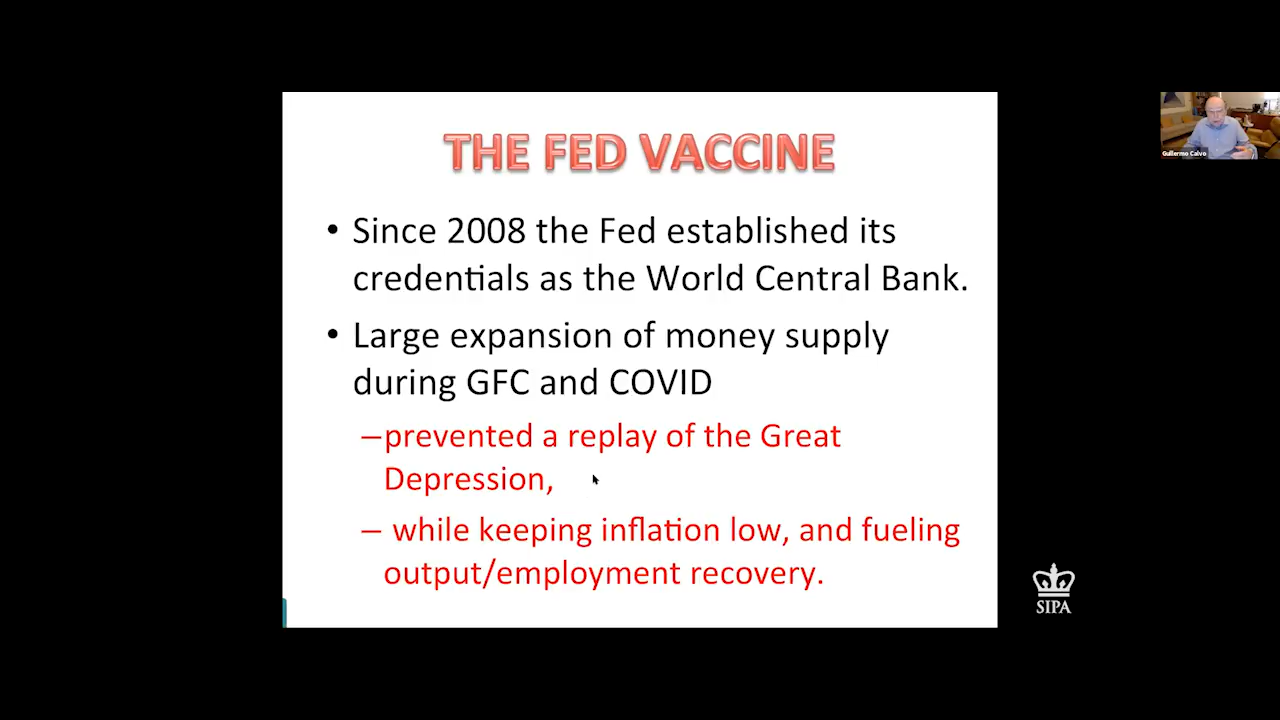 THE FED VACCINE
• Since 2008 the Fed established its
credentials as the World Central Bank.
• Large expansion of money supply
during GFC and COVID
–prevented a replay of the Great
Depression,
– while keeping inflation low, and fueling
output/employment recovery.
Guillermo Calvo
SIPA